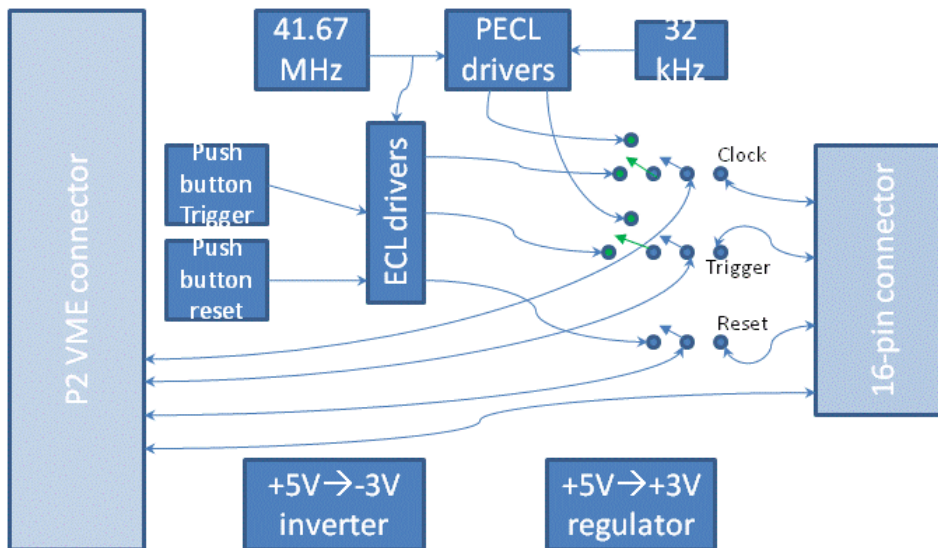 P2 VME connector
41.67
MHz
PECL
drivers
32
kHz
Push
button
Trigger
Push
button
reset
ECL drivers
Clock
Trigger
Reset
16-pin connector
+5V→-3V
inverter
+5V→+3V
regulator